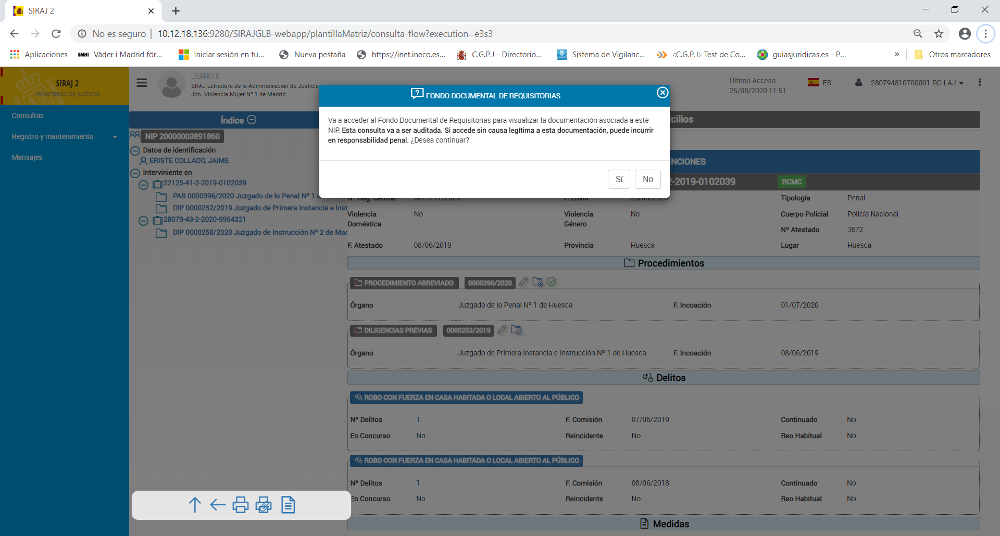 SIRAJ 2
No es seguro
10.12.18.136:9280/SIRAJGLB-webapp/plantillaMatriz/consulta-flow?execution=e3s3
Aplicaciones
SMHI Väder i Madrid för...
Iniciar sesión en tu...
Nueva pestaña
https://inet.ineco.es...
C.G.P.J - Directorio...
Sistema de Vigilanc...
·:C.G.P.J:· Test de Co...
guiasjuridicas.es - P...
»
Otros marcadores
SIRAJ 2
MINISTERIO DE JUSTICIA
Consultas
Registro y mantenimiento
Mensajes
USUARIO1 R
SRAJ Letrado/a de la Administración de Justicia
Jdo. Violencia Mujer Nº 1 de Madrid
Último Acceso:
25/08/2020 11:51
ES
280794810700001-RG.LAJ
FONDO DOCUMENTAL DE REQUISITORIAS
Va a acceder al Fondo Documental de Requisitorias para visualizar la documentación asociada a este
NIP. Esta consulta va a ser auditada. Si accede sin causa legítima a esta documentación, puede incurrir
en responsabilidad penal. ¿Desea continuar?
Sí
No
Índice
NIP 20000003891860
Datos de identificación
ERISTE COLLADO, JAIME
Interviniente en
22125-41-2-2019-0102039
PAB 0000396/2020 Juzgado de lo Penal Nº 1 d
DIP 0000252/2019 Juzgado de Primera Instancia e Inst
28079-43-2-2020-9954321
DIP 0000258/2020 Juzgado de Instrucción Nº 2 de Mad
icilios
ENCIONES
2-2019-0102039
RCMC
Nº Reg. Central 0015141/2020 F. Envío 25/08/2020 Tipología Penal
Violencia Doméstica No Violencia Género No Cuerpo Policial Policía Nacional
Nº Atestado 3672
F. Atestado 08/06/2019 Provincia Huesca Lugar Huesca
Procedimientos
PROCEDIMIENTO ABREVIADO 0000396/2020
Órgano Juzgado de lo Penal Nº 1 de Huesca F. Incoación 01/07/2020
DILIGENCIAS PREVIAS 0000252/2019
Órgano Juzgado de Primera Instancia e Instrucción Nº 1 de Huesca F. Incoación 08/06/2019
Delitos
ROBO CON FUERZA EN CASA HABITADA O LOCAL ABIERTO AL PÚBLICO
Nº Delitos 1 F. Comisión 07/06/2019 Continuado No
En Concurso No Reincidente No Reo Habitual No
ROBO CON FUERZA EN CASA HABITADA O LOCAL ABIERTO AL PÚBLICO
Nº Delitos 1 F. Comisión 08/06/2018 Continuado No
En Concurso No Reincidente No Reo Habitual No
Medidas